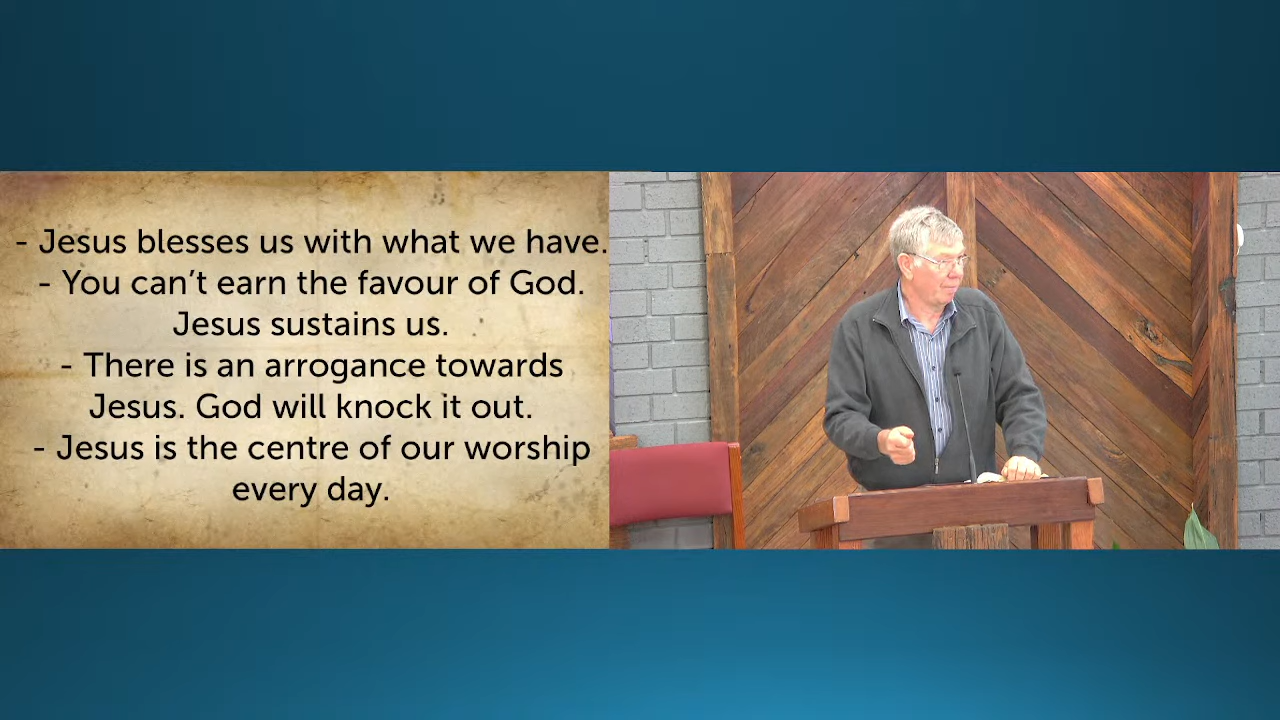 - Jesus blesses us with what we have.
- You can’t earn the favour of God.
Jesus sustains us.
- There is an arrogance towards
Jesus. God will knock it out.
- Jesus is the centre of our worship
every day.